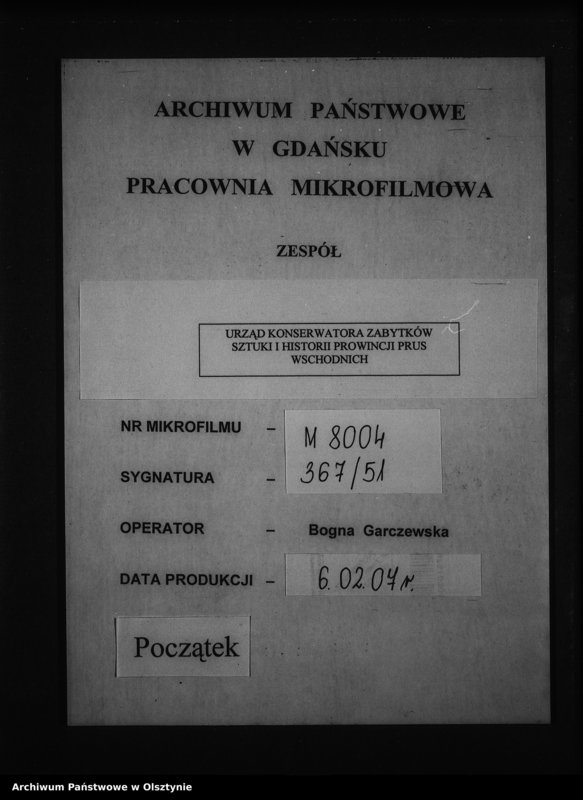 ARCHIWUM PAŃSTWOWE
W GDAŃSKU
PRACOWNIA MIKROFILMOWA
ZESPÓŁ
URZĄD KONSERWATORA ZABYTKÓW
SZTUKI I HISTORII PROWINCJI PRUS
WSCHODNICH
NR MIKROFILMU – M 8004
SYGNATURA – 367/51
OPERATOR – Bogna Garczewska
DATA PRODUKCJI – 6.02.07 r.
Początek
Archiwum Państwowe w Olsztynie